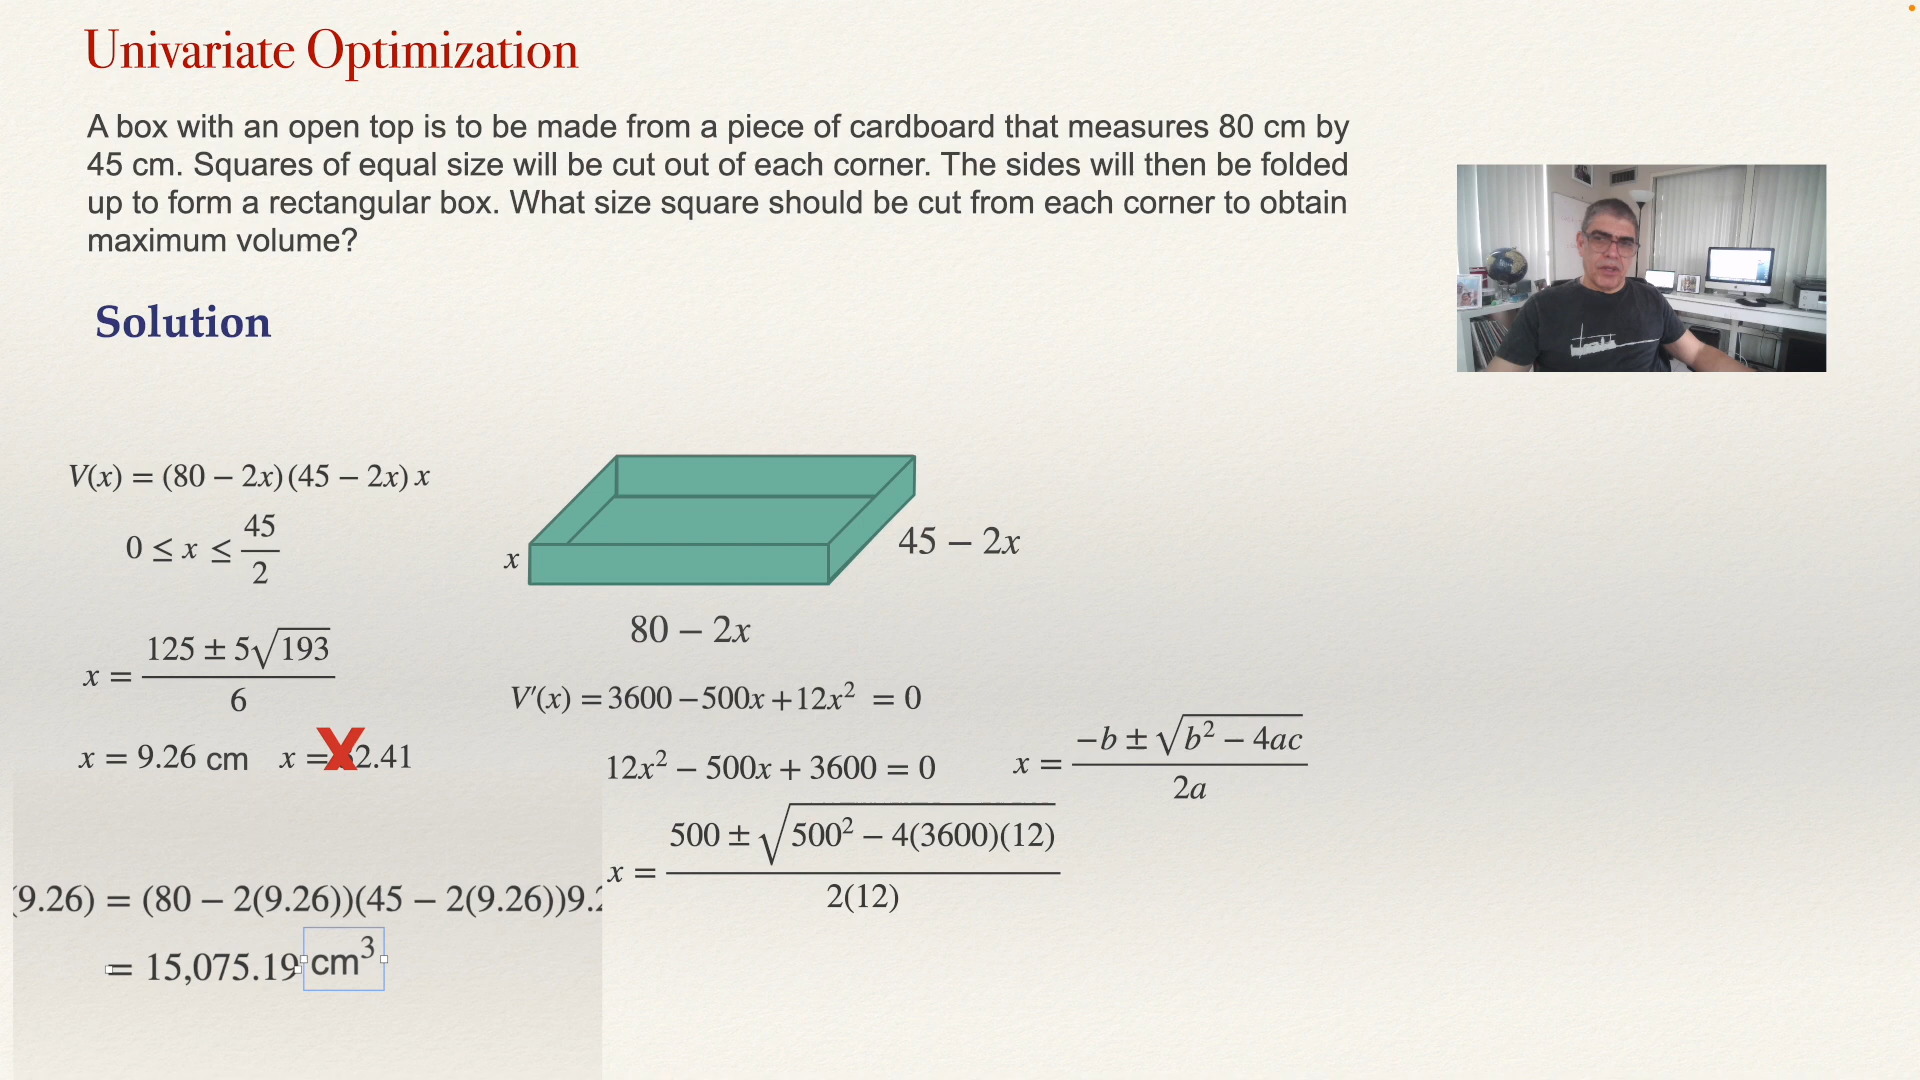 Univariate Optimization
A box with an open top is to be made from a piece of cardboard that measures 80 cm by
45 cm. Squares of equal size will be cut out of each corner. The sides will then be folded
up to form a rectangular box. What size square should be cut from each corner to obtain
maximum volume?
Solution
V(x) = (80 − 2x)(45 − 2x) x
0 ≤ x ≤ 45/2
x
45 − 2x
80 − 2x
x = (125 ± 5√193)/6
V′(x) = 3600 − 500x + 12x² = 0
x = 9.26 cm x = X2.41
12x² − 500x + 3600 = 0
x = (−b ± √(b² − 4ac))/2a
x = (500 ± √(500² − 4(3600)(12)))/2(12)
(9.26) = (80 − 2(9.26))(45 − 2(9.26))9.2
= 15,075.19 cm³